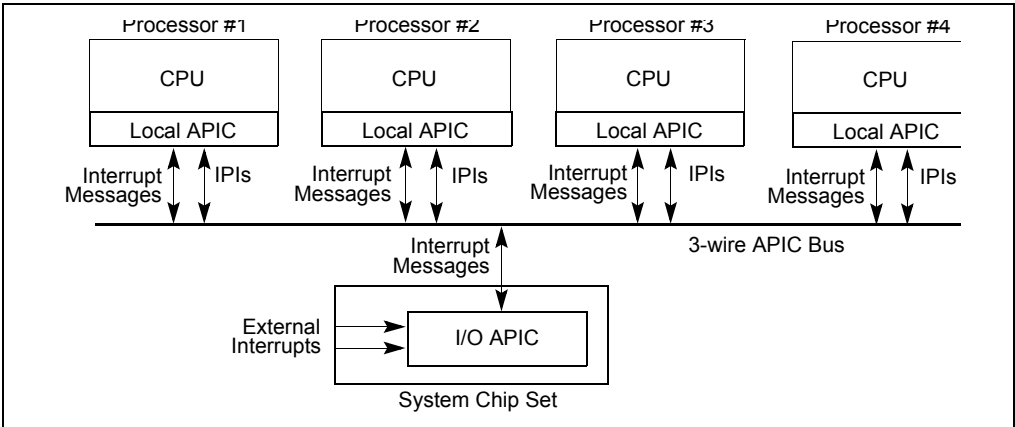 Processor #1
Processor #2
Processor #3
Processor #4
CPU
CPU
CPU
CPU
Local APIC
Local APIC
Local APIC
Local APIC
Interrupt
Messages
IPIs
Interrupt
Messages
IPIs
Interrupt
Messages
IPIs
Interrupt
Messages
IPIs
Interrupt
Messages
3-wire APIC Bus
External
Interrupts
I/O APIC
System Chip Set